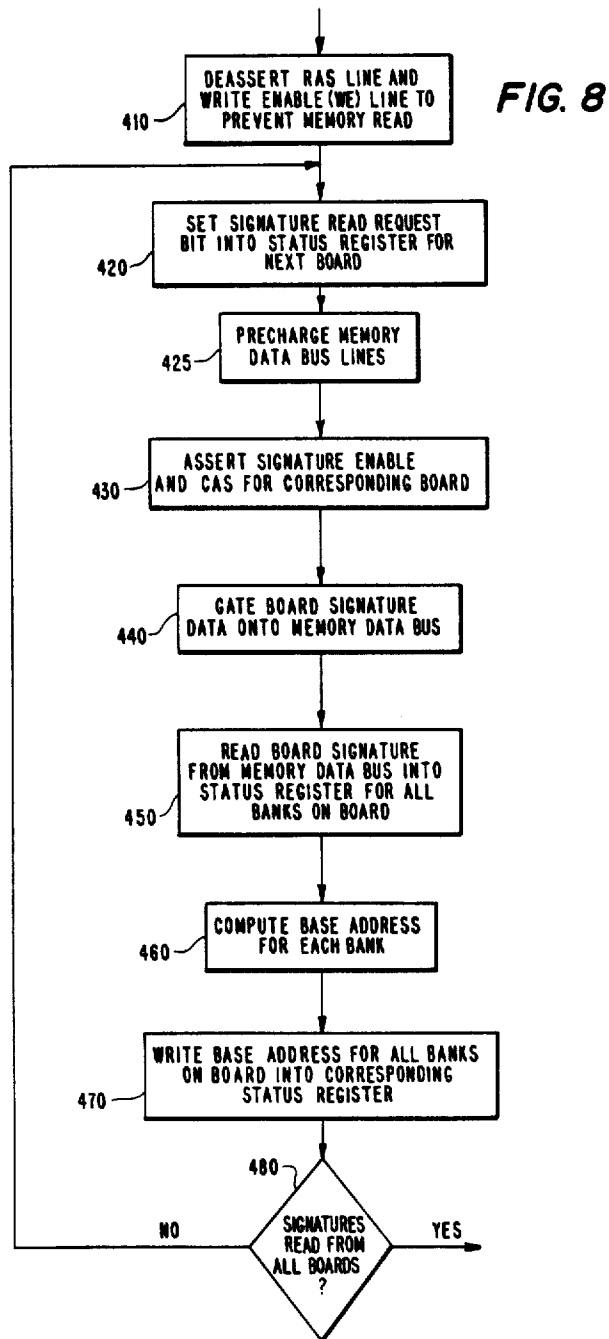 FIG. 8
DEASSERT RAS LINE AND
WRITE ENABLE (WE) LINE TO
PREVENT MEMORY READ
410
SET SIGNATURE READ REQUEST
BIT INTO STATUS REGISTER FOR
NEXT BOARD
420
PRECHARGE MEMORY
DATA BUS LINES
425
ASSERT SIGNATURE ENABLE
AND CAS FOR CORRESPONDING BOARD
430
GATE BOARD SIGNATURE
DATA ONTO MEMORY DATA BUS
440
READ BOARD SIGNATURE
FROM MEMORY DATA BUS INTO
STATUS REGISTER FOR ALL
BANKS ON BOARD
450
COMPUTE BASE ADDRESS
FOR EACH BANK
460
WRITE BASE ADDRESS FOR ALL BANKS
ON BOARD INTO CORRESPONDING
STATUS REGISTER
470
480
NO
SIGNATURES
READ FROM
ALL BOARDS
?
YES